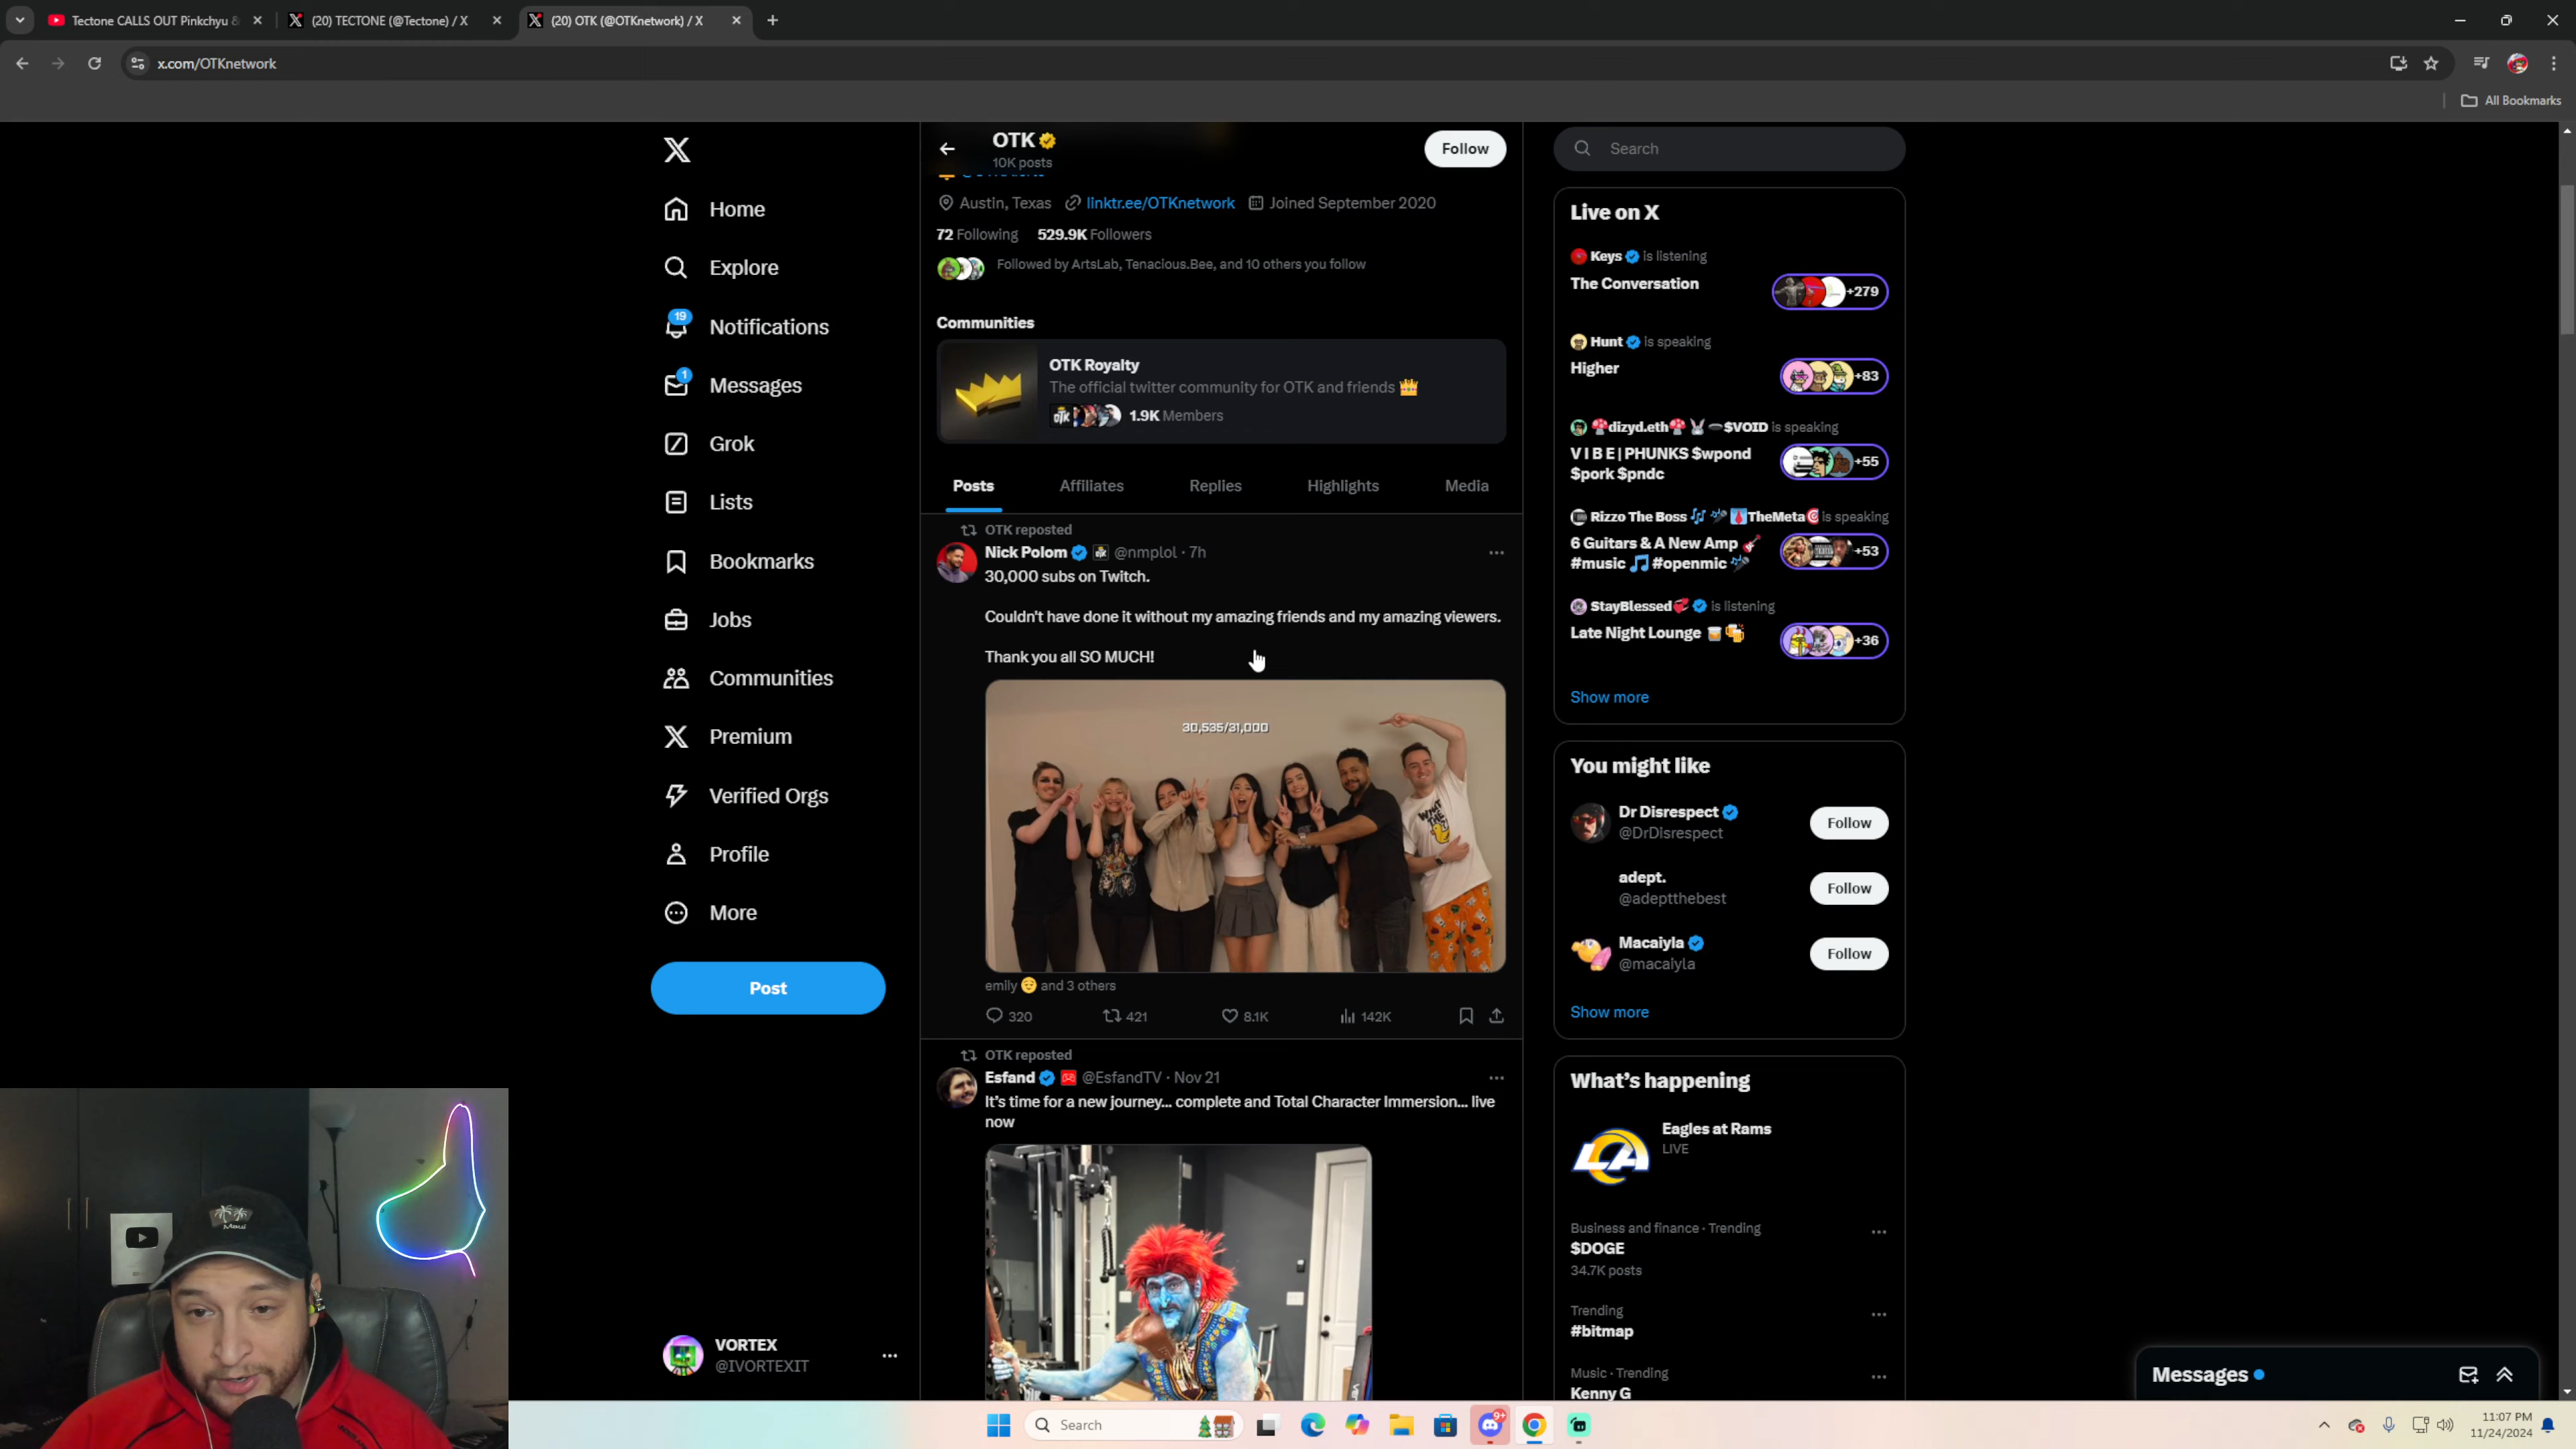 Tectone CALLS OUT Pinkchyu &
(20) TECTONE (@Tectone) / X
(20) OTK (@OTKnetwork) / X
x.com/OTKnetwork
All Bookmarks
Home
Explore
19
Notifications
1
Messages
Grok
Lists
Bookmarks
Jobs
Communities
Premium
Verified Orgs
Profile
More
Post
VORTEX
@IVORTEXIT
OTK
10K posts
Follow
Austin, Texas linktr.ee/OTKnetwork Joined September 2020
72 Following 529.9K Followers
Followed by ArtsLab, Tenacious.Bee, and 10 others you follow
Communities
OTK Royalty
The official twitter community for OTK and friends 👑
1.9K Members
Posts Affiliates Replies Highlights Media
OTK reposted
Nick Polom @nmplol · 7h
30,000 subs on Twitch.
Couldn't have done it without my amazing friends and my amazing viewers.
Thank you all SO MUCH!
30,535/31,000
WHAT THE
emily 😌 and 3 others
320 421 8.1K 142K
OTK reposted
Esfand @EsfandTV · Nov 21
It's time for a new journey... complete and Total Character Immersion... live
now
Search
Live on X
Keys is listening
The Conversation
+279
Hunt is speaking
Higher
+83
🍄dizyd.eth🍄 🐰 🕳$VOID is speaking
V I B E | PHUNKS $wpond
$pork $pndc
+55
Rizzo The Boss 🎶 🎤 TheMeta🎯 is speaking
6 Guitars & A New Amp 🎸
#music 🎵 #openmic 🎤
+53
StayBlessed is listening
Late Night Lounge 🥃 🍻
+36
Show more
You might like
Dr Disrespect
@DrDisrespect
Follow
adept.
@adeptthebest
Follow
Macaiyla
@macaiyla
Follow
Show more
What's happening
Eagles at Rams
LIVE
Business and finance · Trending
$DOGE
34.7K posts
Trending
#bitmap
Music · Trending
Kenny G
Messages
Maui
Search
9+
11:07 PM
11/24/2024